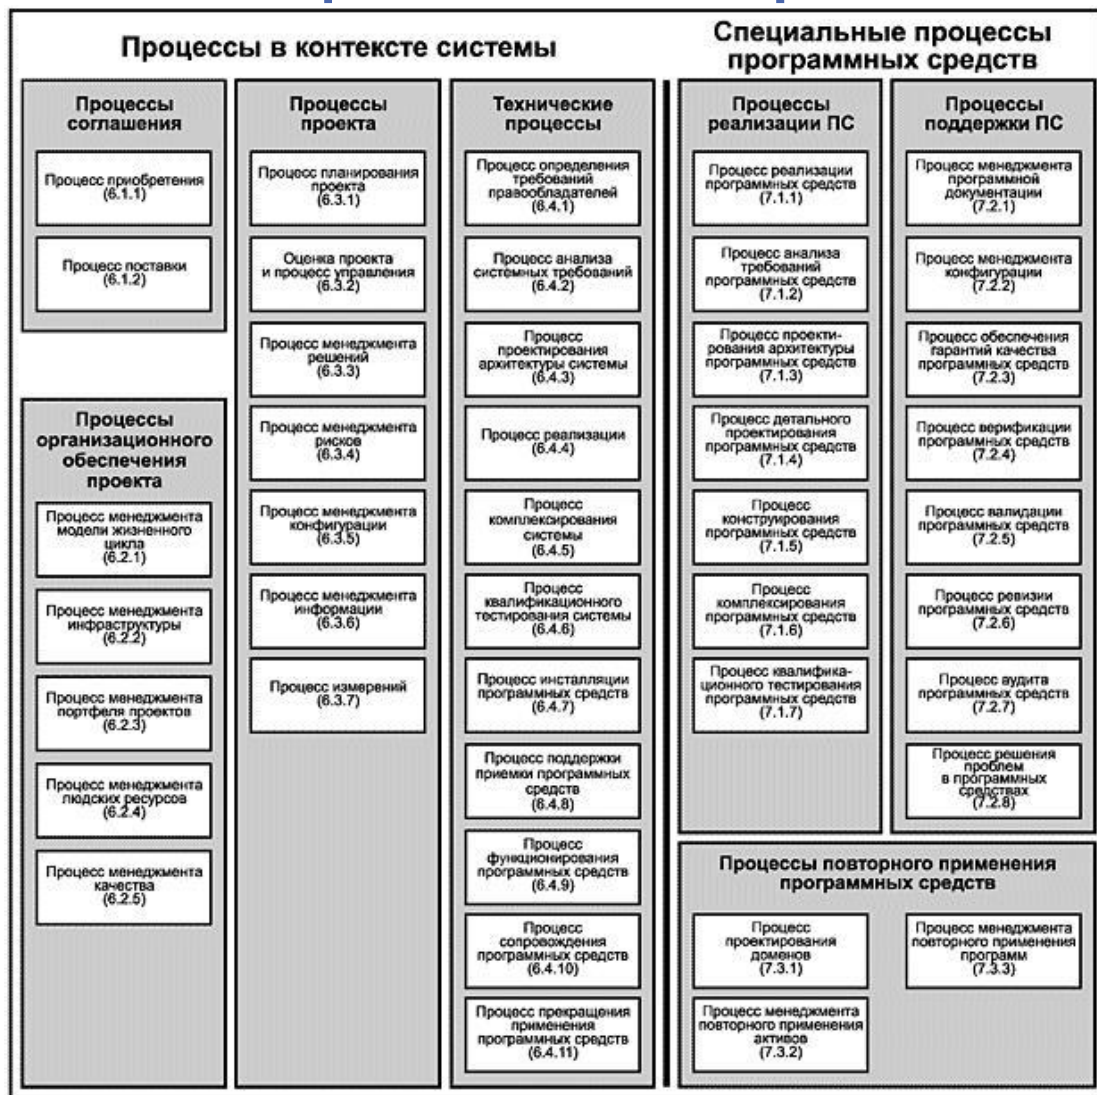 Процессы в контексте системы
Специальные процессы
программных средств
Процессы
соглашения
Процесс приобретения
(6.1.1)
Процесс поставки
(6.1.2)
Процессы
организационного
обеспечения
проекта
Процесс менеджмента
модели жизненного
цикла
(6.2.1)
Процесс менеджмента
инфраструктуры
(6.2.2)
Процесс менеджмента
портфеля проектов
(6.2.3)
Процесс менеджмента
людских ресурсов
(6.2.4)
Процесс менеджмента
качества
(6.2.5)
Процессы
проекта
Процесс планирования
проекта
(6.3.1)
Оценка проекта
и процесс управления
(6.3.2)
Процесс менеджмента
решений
(6.3.3)
Процесс менеджмента
рисков
(6.3.4)
Процесс менеджмента
конфигурации
(6.3.5)
Процесс менеджмента
информации
(6.3.6)
Процесс измерений
(6.3.7)
Технические
процессы
Процесс определения
требований
правообладателей
(6.4.1)
Процесс анализа
системных требований
(6.4.2)
Процесс
проектирования
архитектуры системы
(6.4.3)
Процесс реализации
(6.4.4)
Процесс
комплексирования
системы
(6.4.5)
Процесс
квалификационного
тестирования системы
(6.4.6)
Процесс инсталляции
программных средств
(6.4.7)
Процесс поддержки
приемки программных
средств
(6.4.8)
Процесс
функционирования
программных средств
(6.4.9)
Процесс
сопровождения
программных средств
(6.4.10)
Процесс прекращения
применения
программных средств
(6.4.11)
Процессы
реализации ПС
Процесс реализации
программных средств
(7.1.1)
Процесс анализа
требований
программных средств
(7.1.2)
Процесс проекти-
рования архитектуры
программных средств
(7.1.3)
Процесс детального
проектирования
программных средств
(7.1.4)
Процесс
конструирования
программных средств
(7.1.5)
Процесс
комплексирования
программных средств
(7.1.6)
Процесс квалифика-
ционного тестирования
программных средств
(7.1.7)
Процессы
поддержки ПС
Процесс менеджмента
программной
документации
(7.2.1)
Процесс менеджмента
конфигурации
(7.2.2)
Процесс обеспечения
гарантий качества
программных средств
(7.2.3)
Процесс верификации
программных средств
(7.2.4)
Процесс валидации
программных средств
(7.2.5)
Процесс ревизии
программных средств
(7.2.6)
Процесс аудита
программных средств
(7.2.7)
Процесс решения
проблем
в программных
средствах
(7.2.8)
Процессы повторного применения
программных средств
Процесс
проектирования
доменов
(7.3.1)
Процесс менеджмента
повторного применения
активов
(7.3.2)
Процесс менеджмента
повторного применения
программ
(7.3.3)